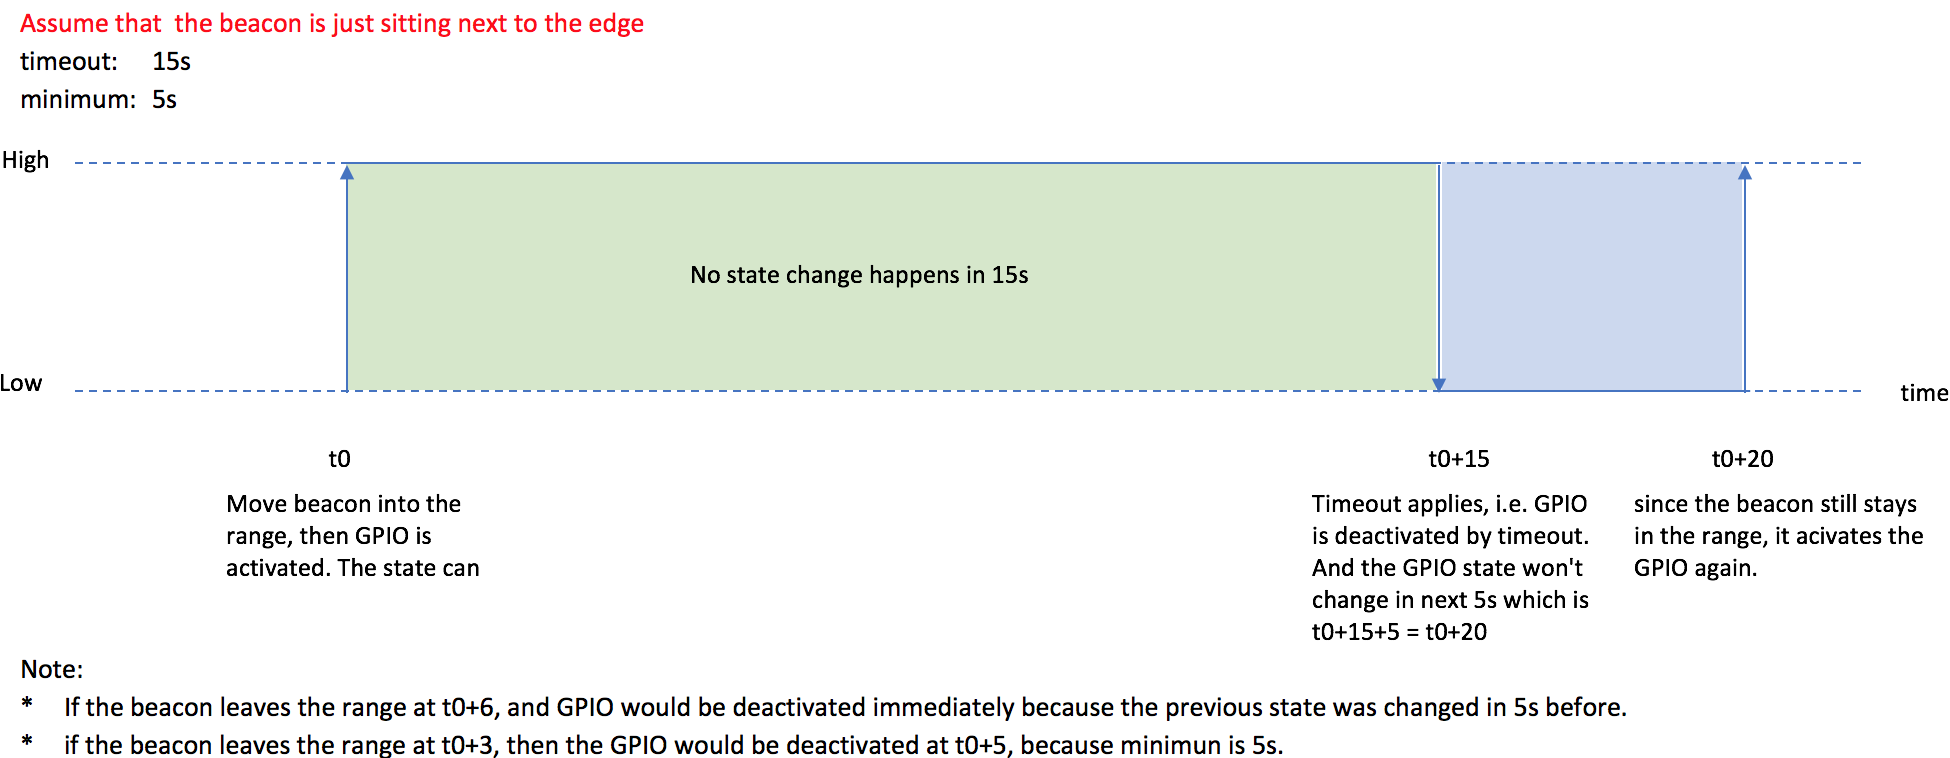 Assume that  the beacon is just sitting next to the edge
timeout: 15s
minimum: 5s
High
No state change happens in 15s
Low
time
t0
t0+15
t0+20
Move beacon into the
range, then GPIO is
activated. The state can
Timeout applies, i.e. GPIO
is deactivated by timeout.
And the GPIO state won't
change in next 5s which is
t0+15+5 = t0+20
since the beacon still stays
in the range, it acivates the
GPIO again.
Note:
* If the beacon leaves the range at t0+6, and GPIO would be deactivated immediately because the previous state was changed in 5s before.
* if the beacon leaves the range at t0+3, then the GPIO would be deactivated at t0+5, because minimun is 5s.